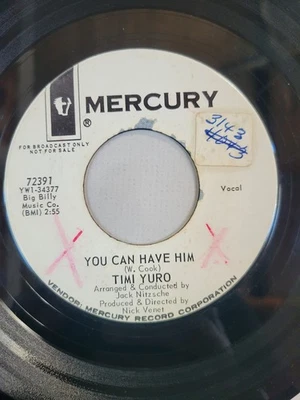 MERCURY
®
FOR BROADCAST ONLY
NOT FOR SALE
3143
72391
YW1-34377
Big Billy
Music Co.
(BMI) 2:55
Vocal
YOU CAN HAVE HIM
(W. Cook)
TIMI YURO
Arranged & Conducted by
Jack Nitzsche
Produced & Directed by
Nick Venet
VENDOR: MERCURY RECORD CORPORATION